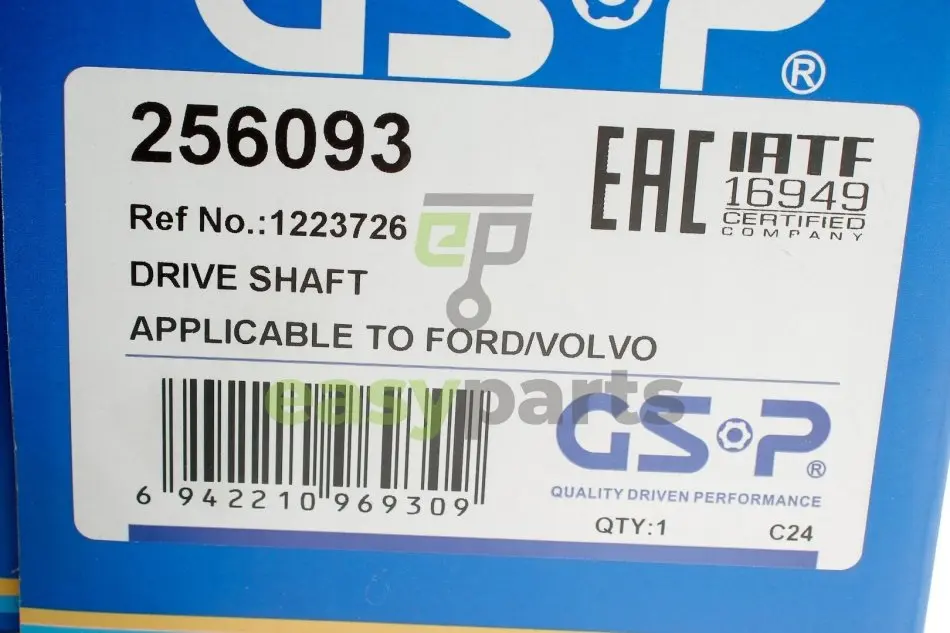 GSP®
256093
EAC
IATF
16949
CERTIFIED
COMPANY
Ref No.:1223726
ep
DRIVE SHAFT
APPLICABLE TO FORD/VOLVO
easyparts
GSP®
QUALITY DRIVEN PERFORMANCE
6 942210 969309
QTY:1 C24